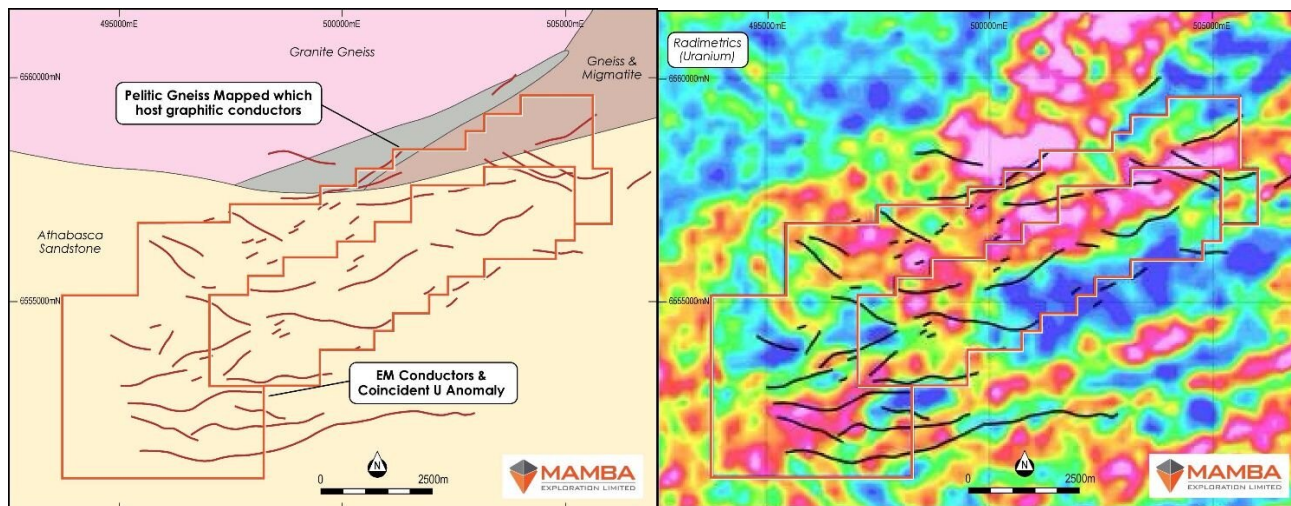 495000mE
500000mE
505000mE
Granite Gneiss
6560000mN
Gneiss &
Migmatite
Pelitic Gneiss Mapped which
host graphilic conductors
Athabasca
Sandstone
6555000mN
EM Conductors &
Coincident U Anomaly
N
0
2500m
MAMBA
EXPLORATION LIMITED
495000mE
500000mE
505000mE
Radimetrics
(Uranium)
6560000mN
6555000mN
N
0
2500m
MAMBA
EXPLORATION LIMITED